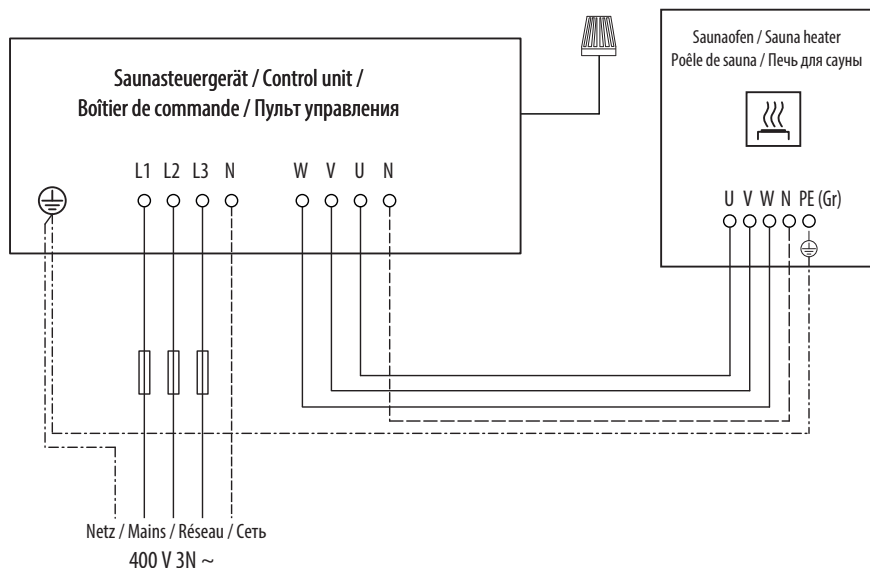 Saunasteuergerät / Control unit /
Boîtier de commande / Пульт управления
L1 L2 L3 N W V U N
Saunaofen / Sauna heater
Poêle de sauna / Печь для сауны
U V W N PE (Gr)
Netz / Mains / Réseau / Сеть
400 V 3N ~